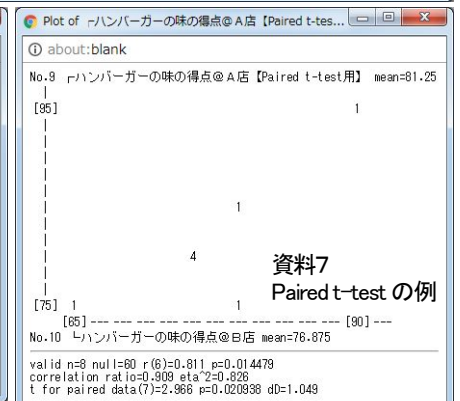 Plot of ┌ハンバーガーの味の得点@A店【Paired t-tes...
about:blank
No.9 ┌ハンバーガーの味の得点@A店【Paired t-test用】 mean=81.25
[95] 1
1
4
資料7
Paired t-test の例
[75] 1 1
[65] --- --- --- --- --- --- --- --- --- --- [90] ---
No.10 └ハンバーガーの味の得点@B店 mean=76.875
valid n=8 null=60 r(6)=0.811 p=0.014479
correlation ratio=0.909 eta^2=0.826
t for paired data(7)=2.966 p=0.020938 dD=1.049